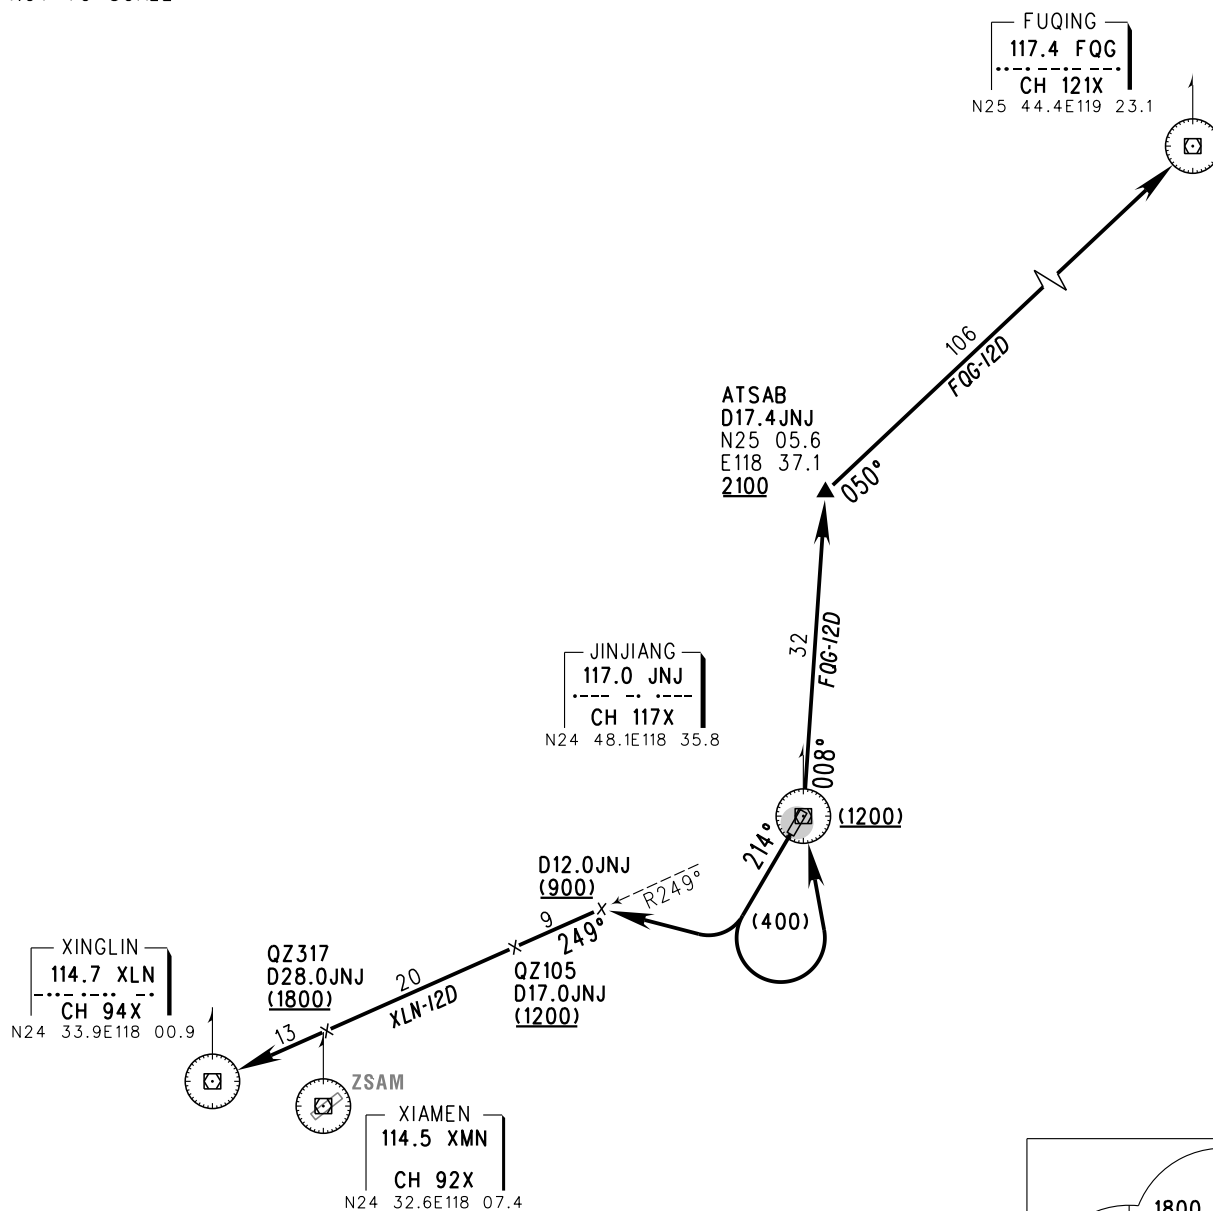 FUQING
117.4 FQG
CH 121X
N25 44.4E119 23.1
106
FQG-12D
ATSAB
D17.4JNJ
N25 05.6
E118 37.1
2100
050°
32
FQG-12D
JINJIANG
117.0 JNJ
CH 117X
N24 48.1E118 35.8
008°
(1200)
214°
(400)
D12.0JNJ
(900)
R249°
9
249°
XINGLIN
114.7 XLN
CH 94X
N24 33.9E118 00.9
QZ317
D28.0JNJ
(1800)
20
XLN-12D
QZ105
D17.0JNJ
(1200)
13
ZSAM
XIAMEN
114.5 XMN
CH 92X
N24 32.6E118 07.4
1800